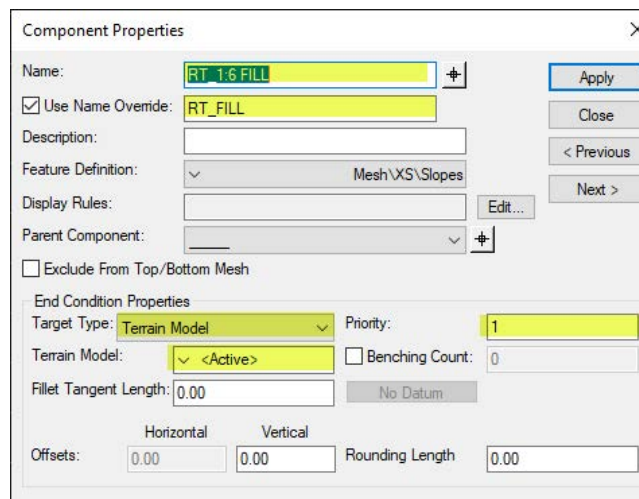 Component Properties
Name: RT_1:6 FILL Apply
Use Name Override: RT_FILL Close
Description: < Previous
Feature Definition: Mesh\XS\Slopes Next >
Display Rules: Edit...
Parent Component: _____
Exclude From Top/Bottom Mesh
End Condition Properties
Target Type: Terrain Model Priority: 1
Terrain Model: <Active> Benching Count: 0
Fillet Tangent Length: 0.00 No Datum
Horizontal Vertical
Offsets: 0.00 0.00 Rounding Length 0.00